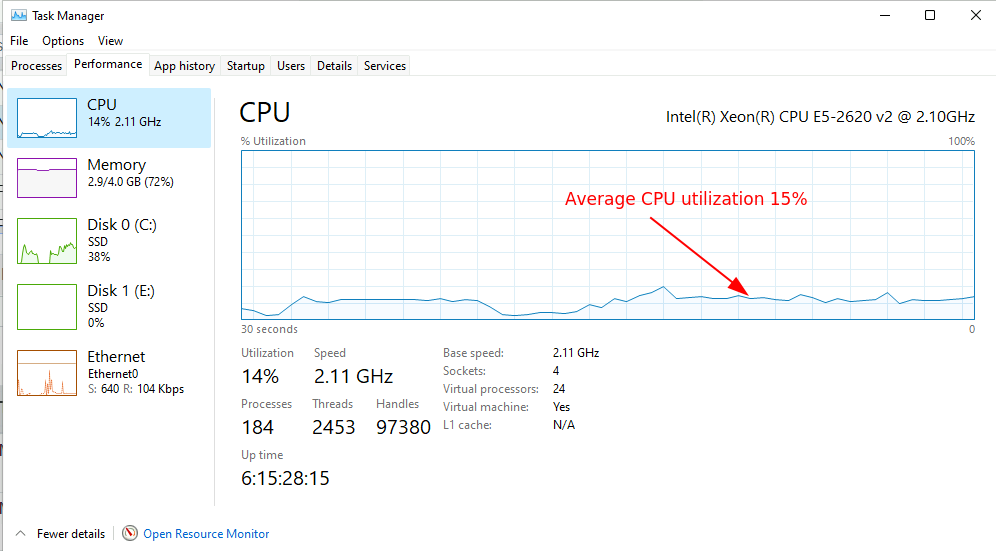 Task Manager
File Options View
Processes Performance App history Startup Users Details Services
CPU
14% 2.11 GHz
Memory
2.9/4.0 GB (72%)
Disk 0 (C:)
SSD
38%
Disk 1 (E:)
SSD
0%
Ethernet
Ethernet0
S: 640 R: 104 Kbps
CPU
Intel(R) Xeon(R) CPU E5-2620 v2 @ 2.10GHz
% Utilization 100%
Average CPU utilization 15%
30 seconds 0
Utilization Speed
14% 2.11 GHz
Processes Threads Handles
184 2453 97380
Up time
6:15:28:15
Base speed: 2.11 GHz
Sockets: 4
Virtual processors: 24
Virtual machine: Yes
L1 cache: N/A
Fewer details
Open Resource Monitor